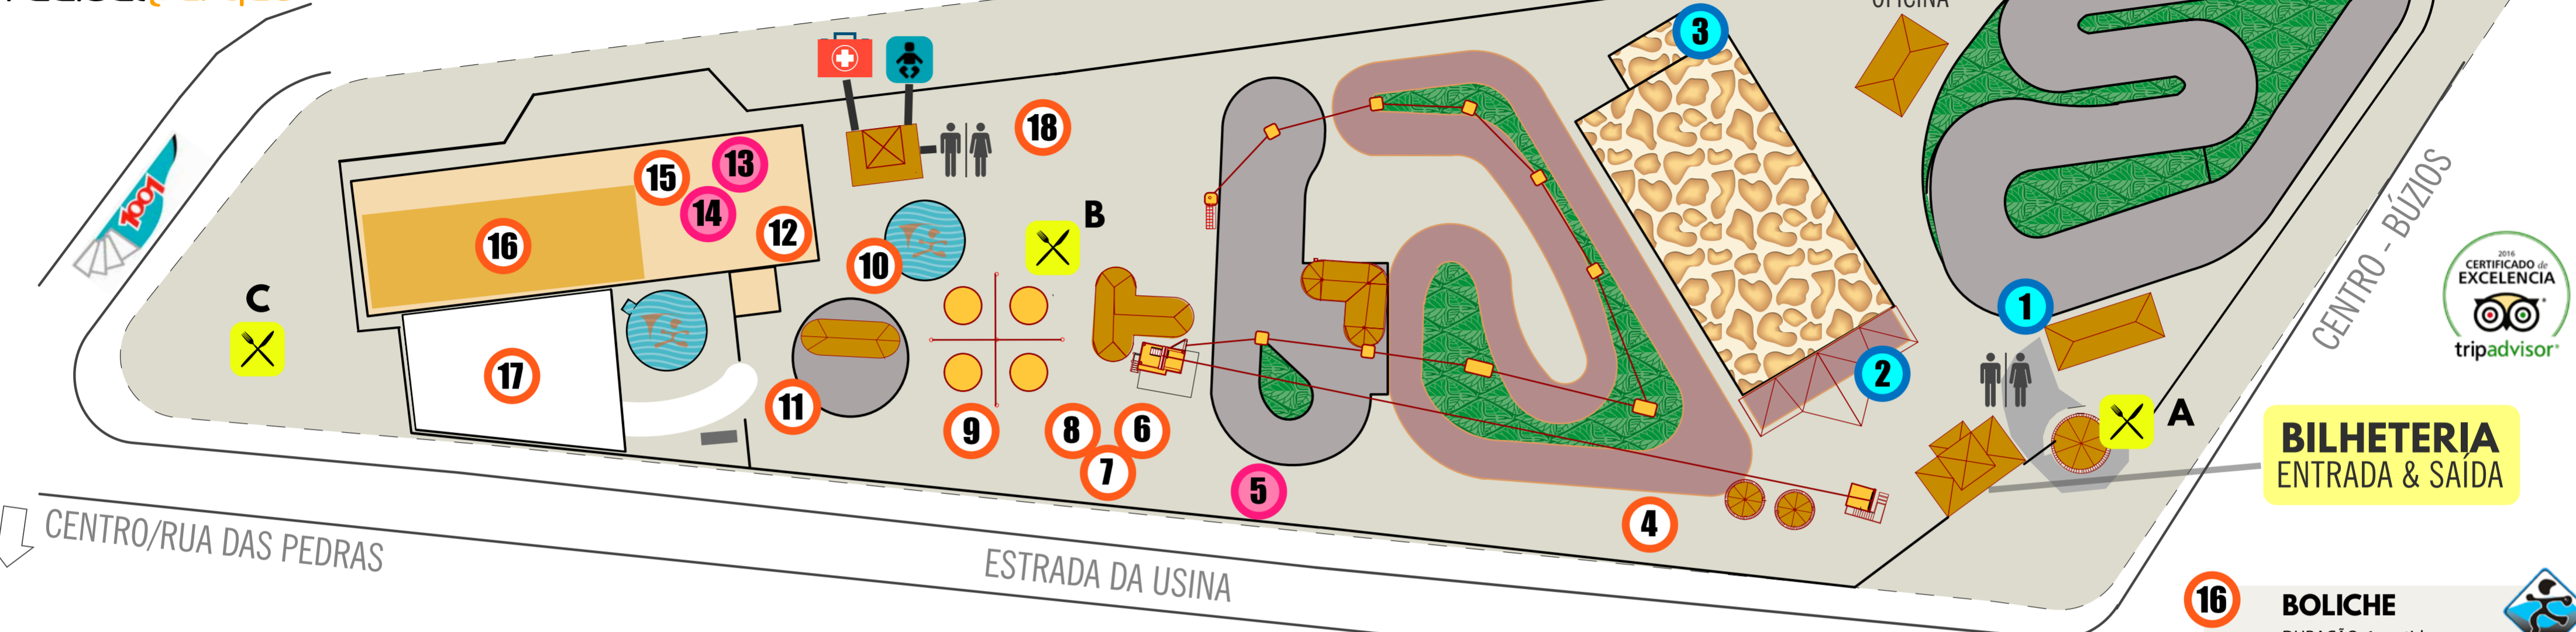 OFICINA
3
18
13
15
14
12
16
10
B
1001
C
17
11
9
8
6
7
5
4
1
2
A
CENTRO - BÚZIOS
2016
CERTIFICADO de
EXCELENCIA
tripadvisor
BILHETERIA
ENTRADA & SAÍDA
CENTRO/RUA DAS PEDRAS
ESTRADA DA USINA
16
BOLICHE